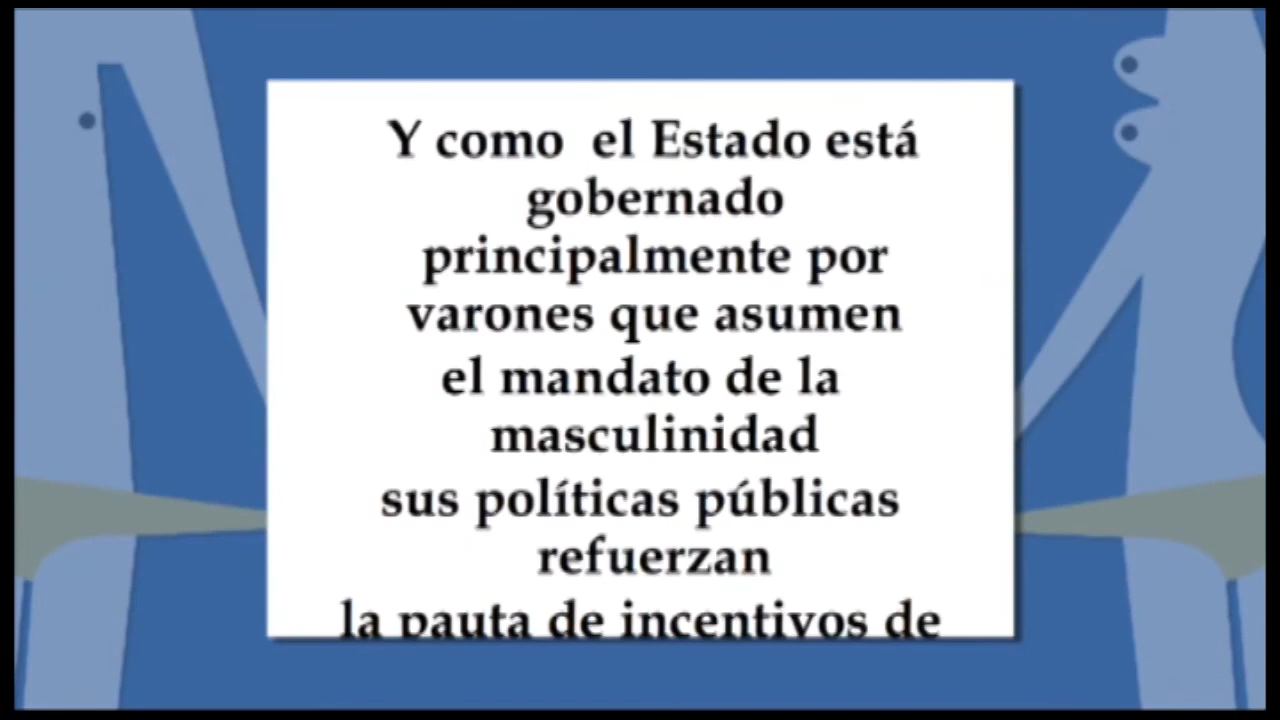 Y como  el Estado está
gobernado
principalmente por
varones que asumen
el mandato de la
masculinidad
sus políticas públicas
refuerzan
la pauta de incentivos de